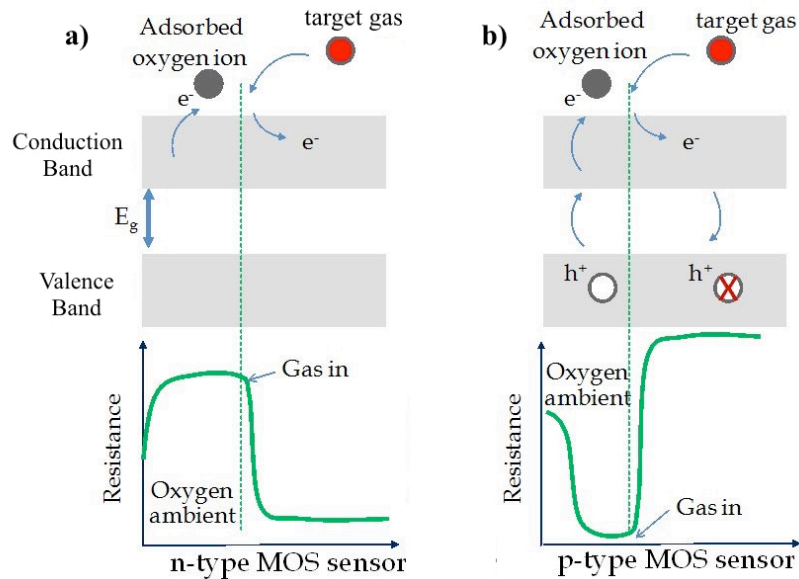 a)
Adsorbed
oxygen ion
target gas
e-
e-
Conduction
Band
Eg
Valence
Band
Resistance
Gas in
Oxygen
ambient
n-type MOS sensor
b)
Adsorbed
oxygen ion
target gas
e-
e-
h+
h+
Resistance
Oxygen
ambient
Gas in
p-type MOS sensor